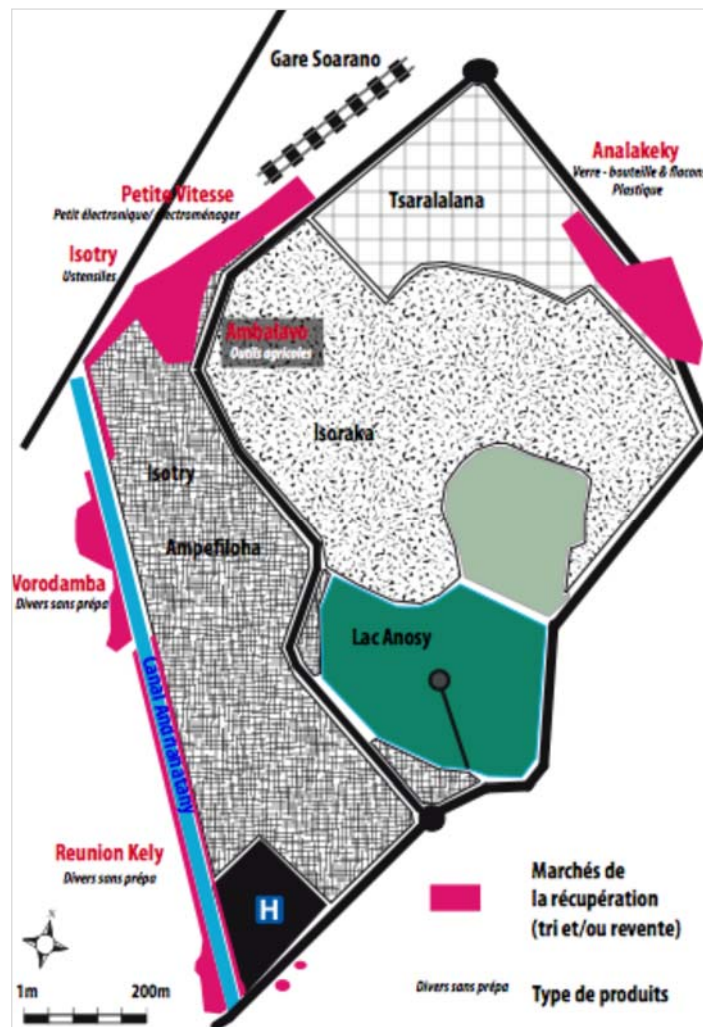 Gare Soarano
Analakeky
Verre - bouteille & flacons
Plastique
Tsaralalana
Petite Vitesse
Petit électronique/électroménager
Isotry
Ustensiles
Ambalavo
Outils agricoles
Isoraka
Isotry
Ampefiloha
Vorodamba
Divers sans prépa
Lac Anosy
Canal Andrianatany
Reunion Kely
Divers sans prépa
H
Marchés de
la récupération
(tri et/ou revente)
N
1m 200m
Divers sans prépa Type de produits